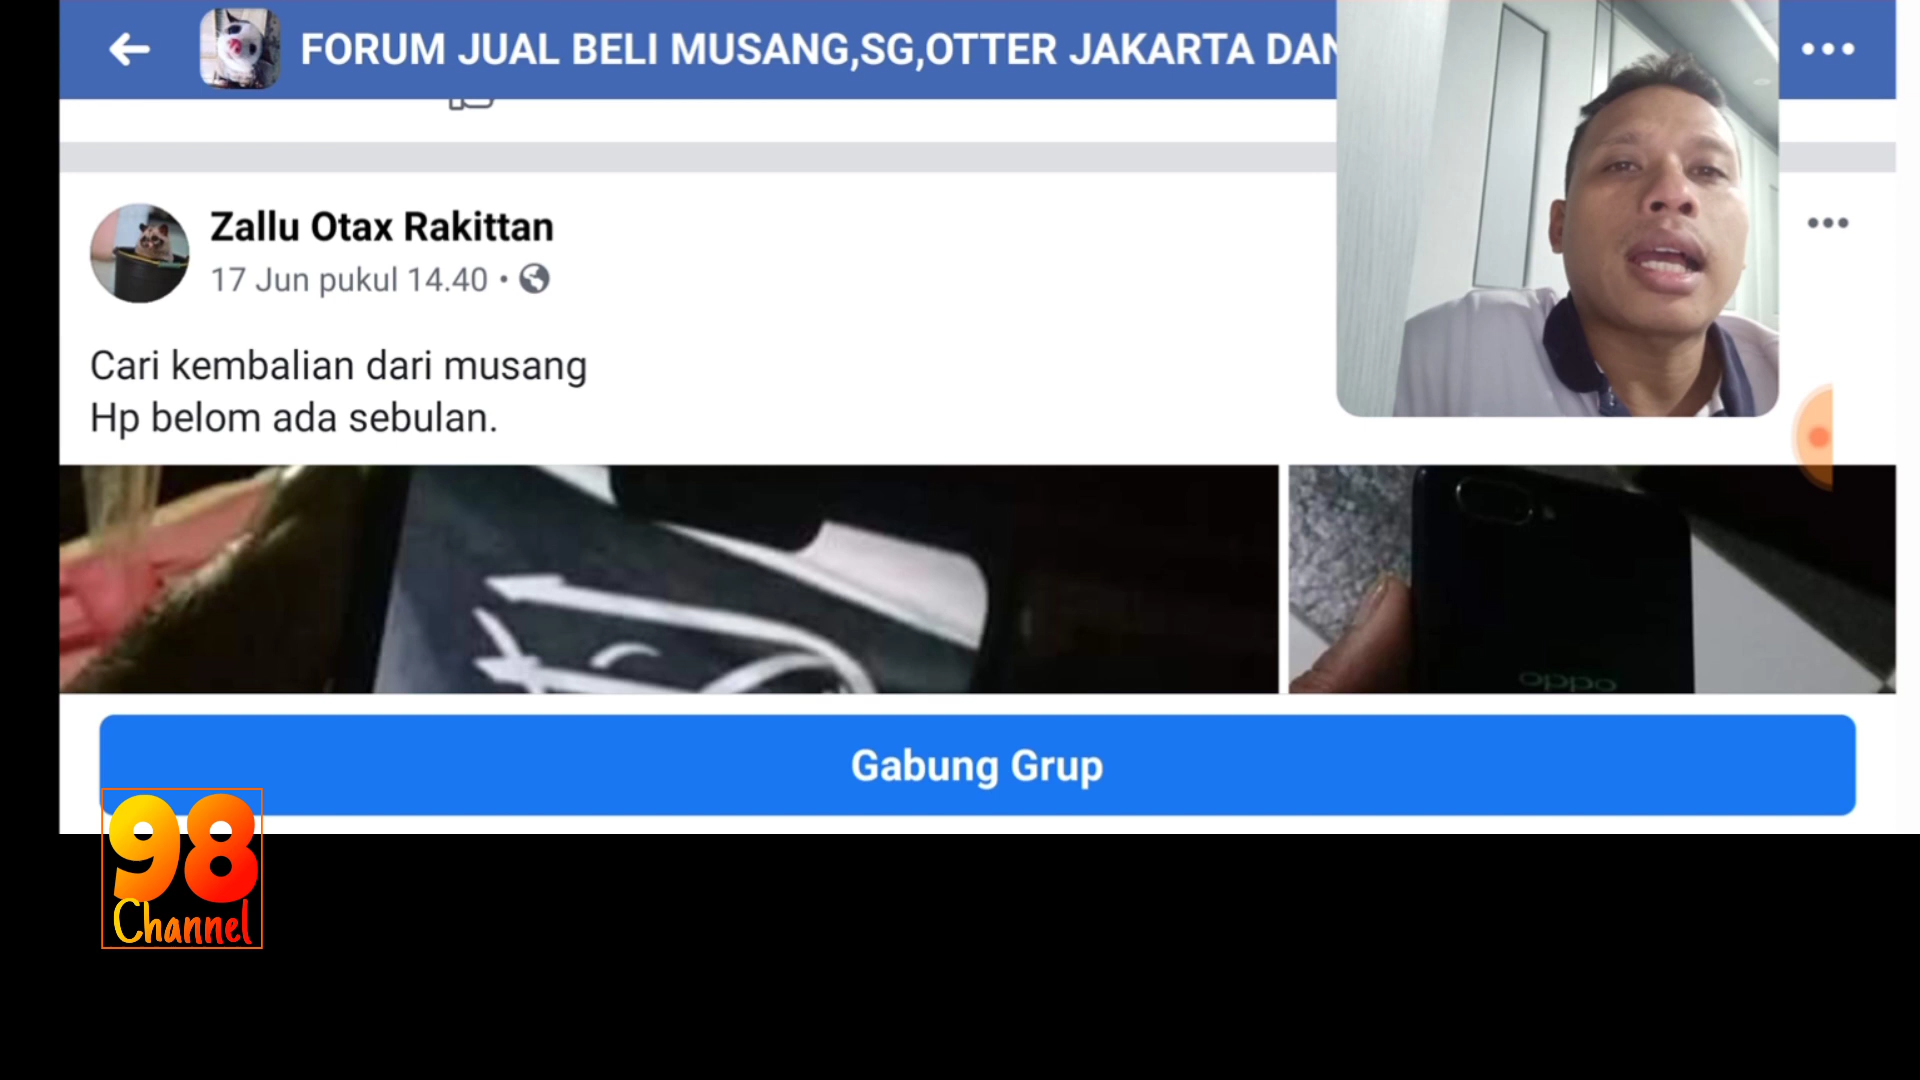 FORUM JUAL BELI MUSANG,SG,OTTER JAKARTA DAN
Zallu Otax Rakittan
17 Jun pukul 14.40
Cari kembalian dari musang
Hp belom ada sebulan.
oppo
Gabung Grup
98
Channel